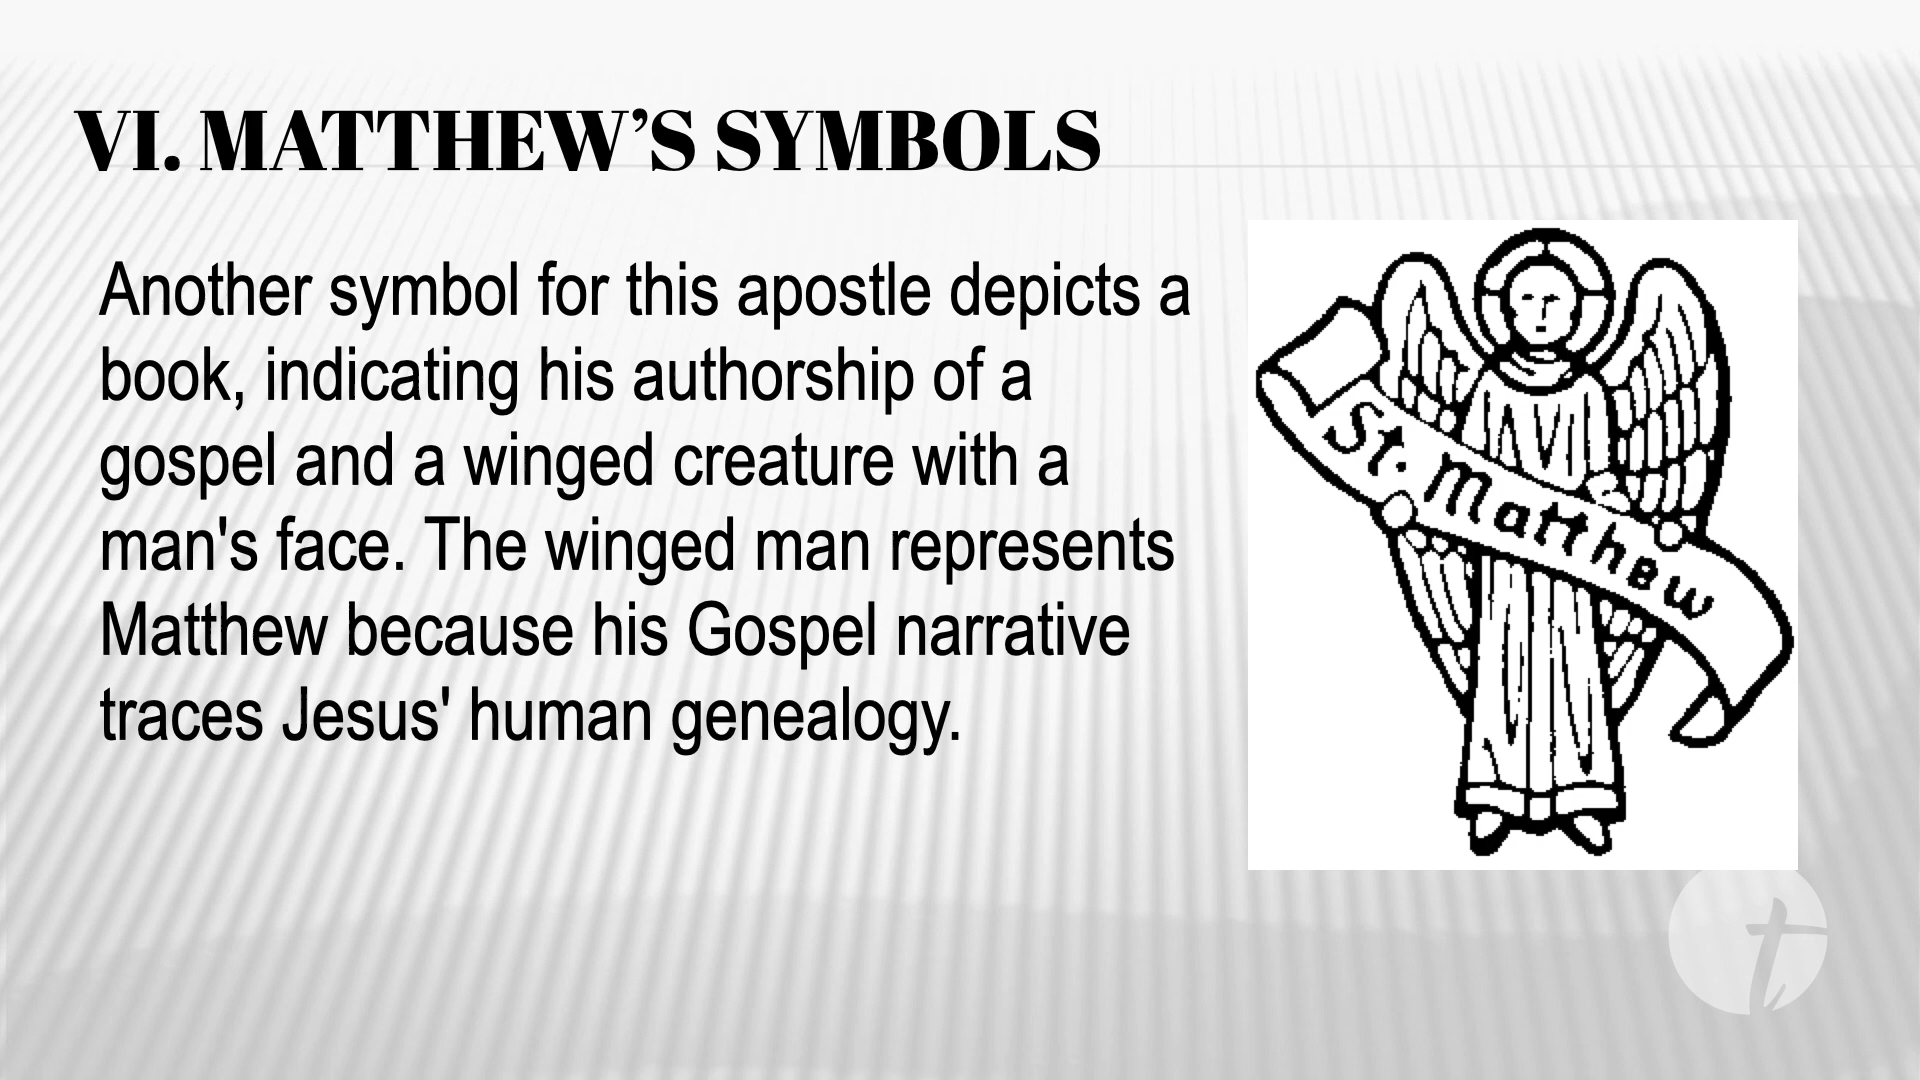 VI. MATTHEW’S SYMBOLS
Another symbol for this apostle depicts a
book, indicating his authorship of a
gospel and a winged creature with a
man's face. The winged man represents
Matthew because his Gospel narrative
traces Jesus' human genealogy.
St. Matthew